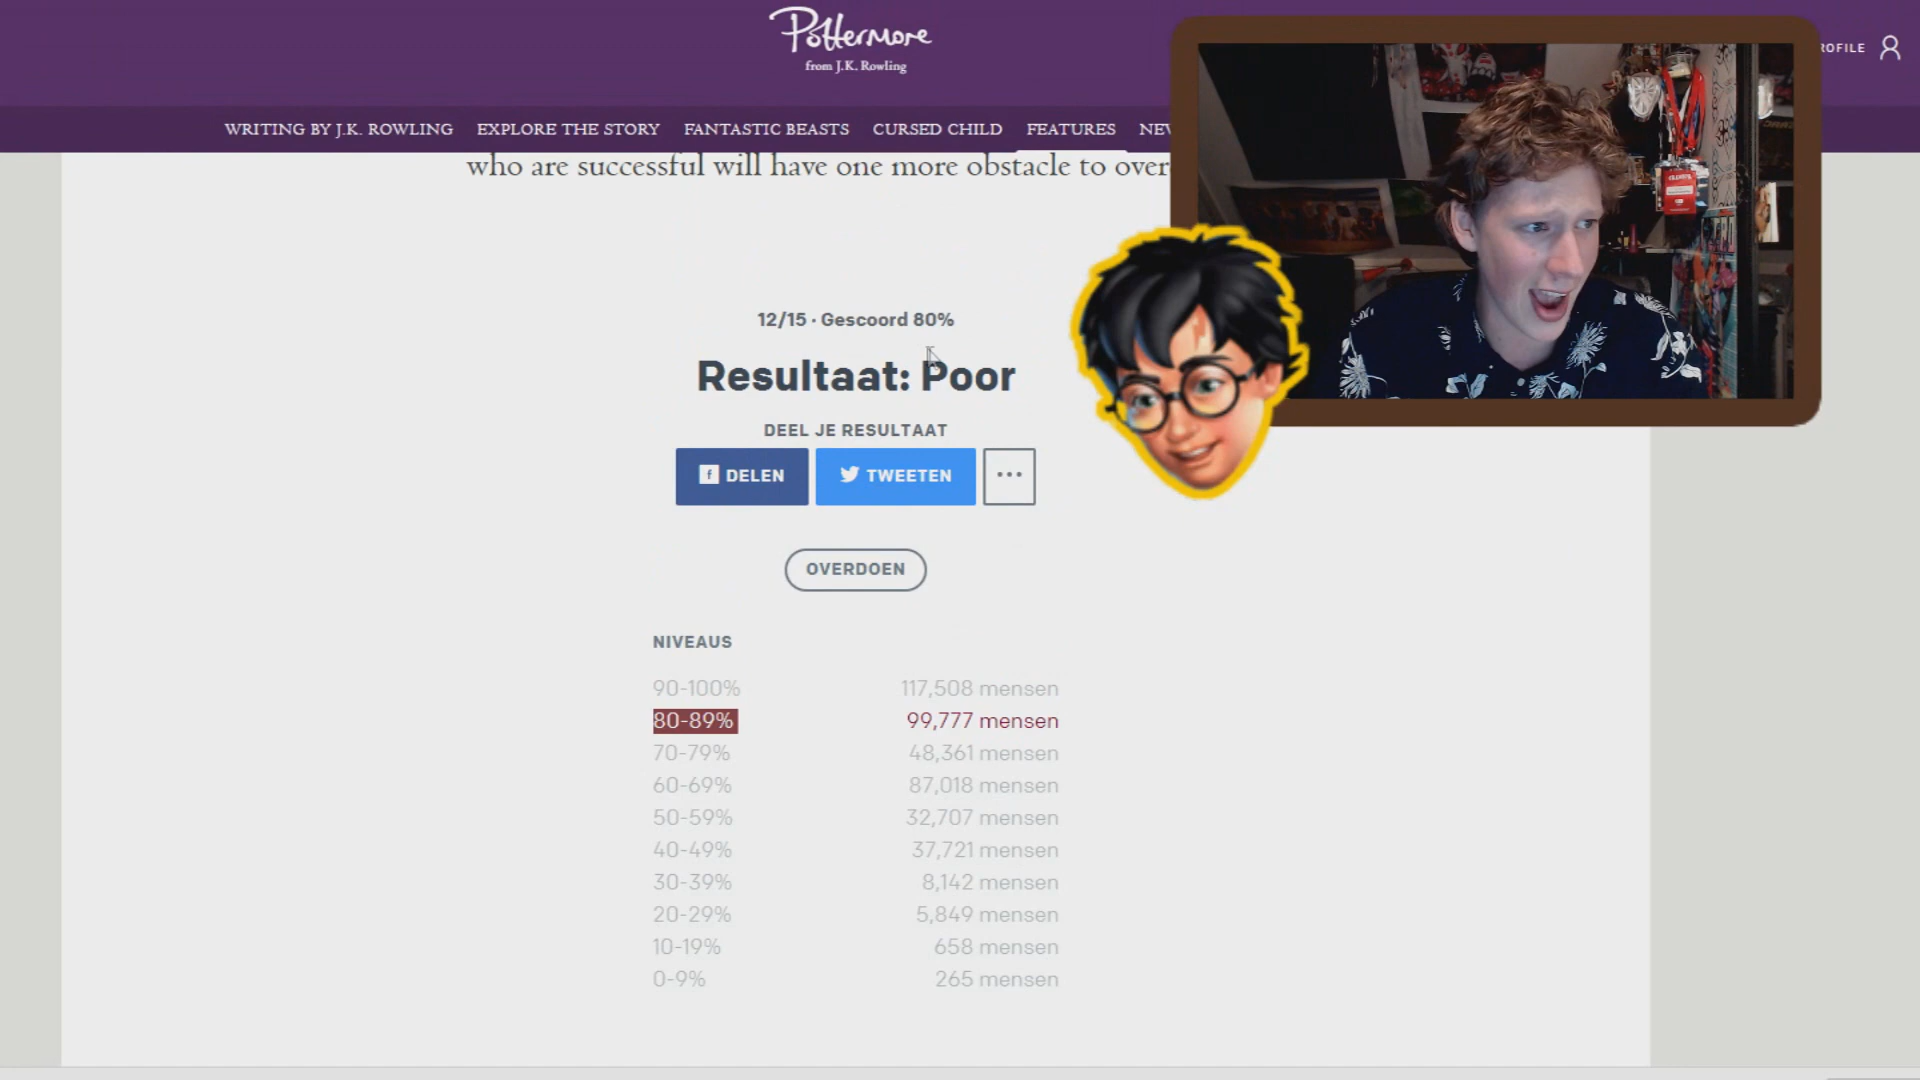 Pottermore
from J.K. Rowling
OFILE
WRITING BY J.K. ROWLING EXPLORE THE STORY FANTASTIC BEASTS CURSED CHILD FEATURES NEW
who are successful will have one more obstacle to over
12/15 · Gescoord 80%
Resultaat: Poor
DEEL JE RESULTAAT
f DELEN TWEETEN ...
OVERDOEN
NIVEAUS
90-100% 117,508 mensen
80-89% 99,777 mensen
70-79% 48,361 mensen
60-69% 87,018 mensen
50-59% 32,707 mensen
40-49% 37,721 mensen
30-39% 8,142 mensen
20-29% 5,849 mensen
10-19% 658 mensen
0-9% 265 mensen